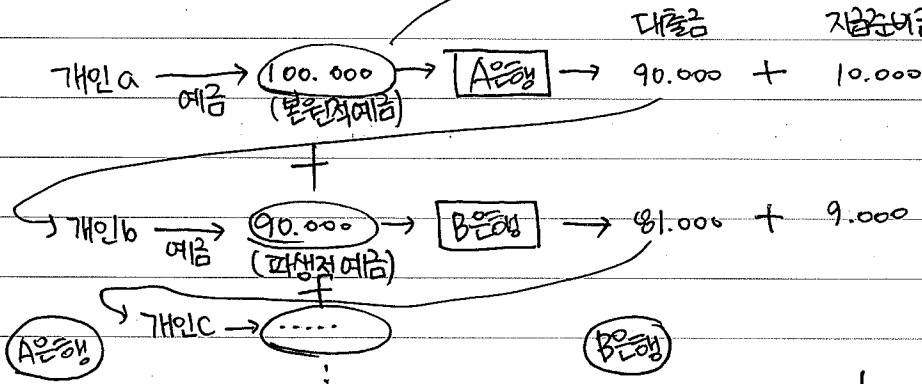 대출금 지급준비금
개인a 예금 100.000 A은행 90.000 + 10.000
(본원적예금)
+
개인b 예금 90.000 B은행 81.000 + 9.000
(파생적예금)
+
개인C ......
A은행 B은행